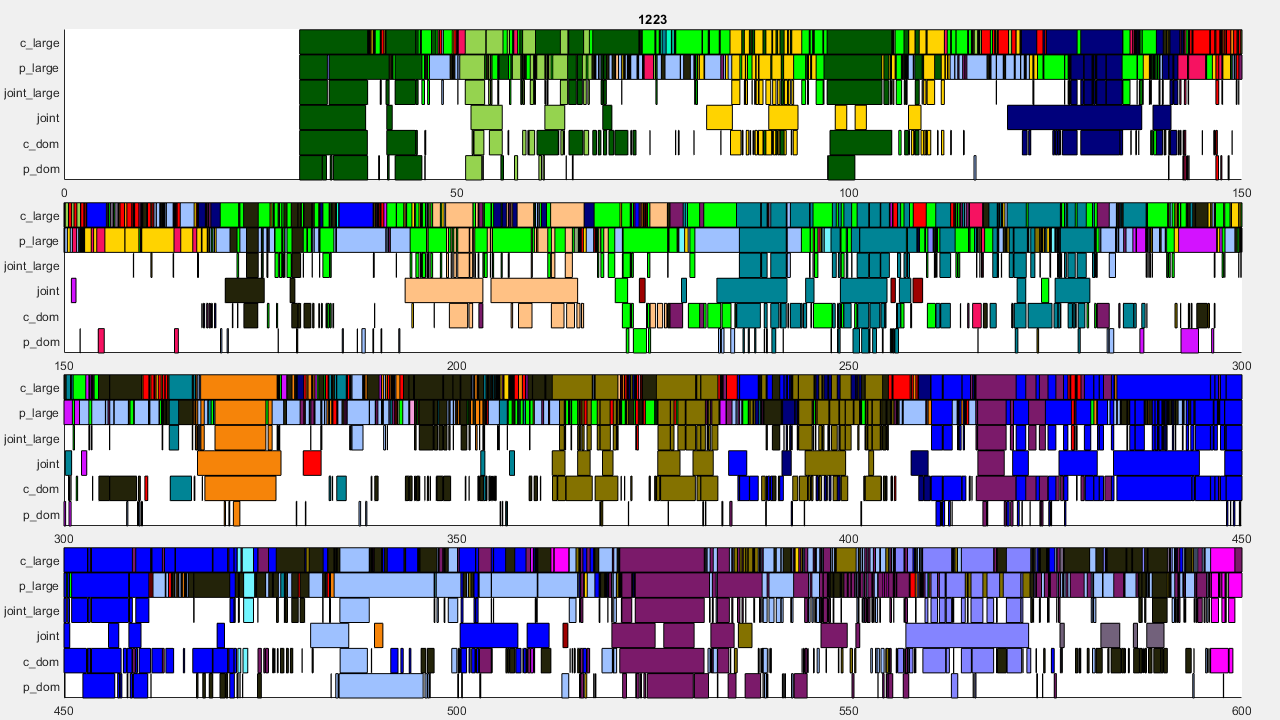 1223
c_large
p_large
joint_large
joint
c_dom
p_dom
0 50 100 150
c_large
p_large
joint_large
joint
c_dom
p_dom
150 200 250 300
c_large
p_large
joint_large
joint
c_dom
p_dom
300 350 400 450
c_large
p_large
joint_large
joint
c_dom
p_dom
450 500 550 600